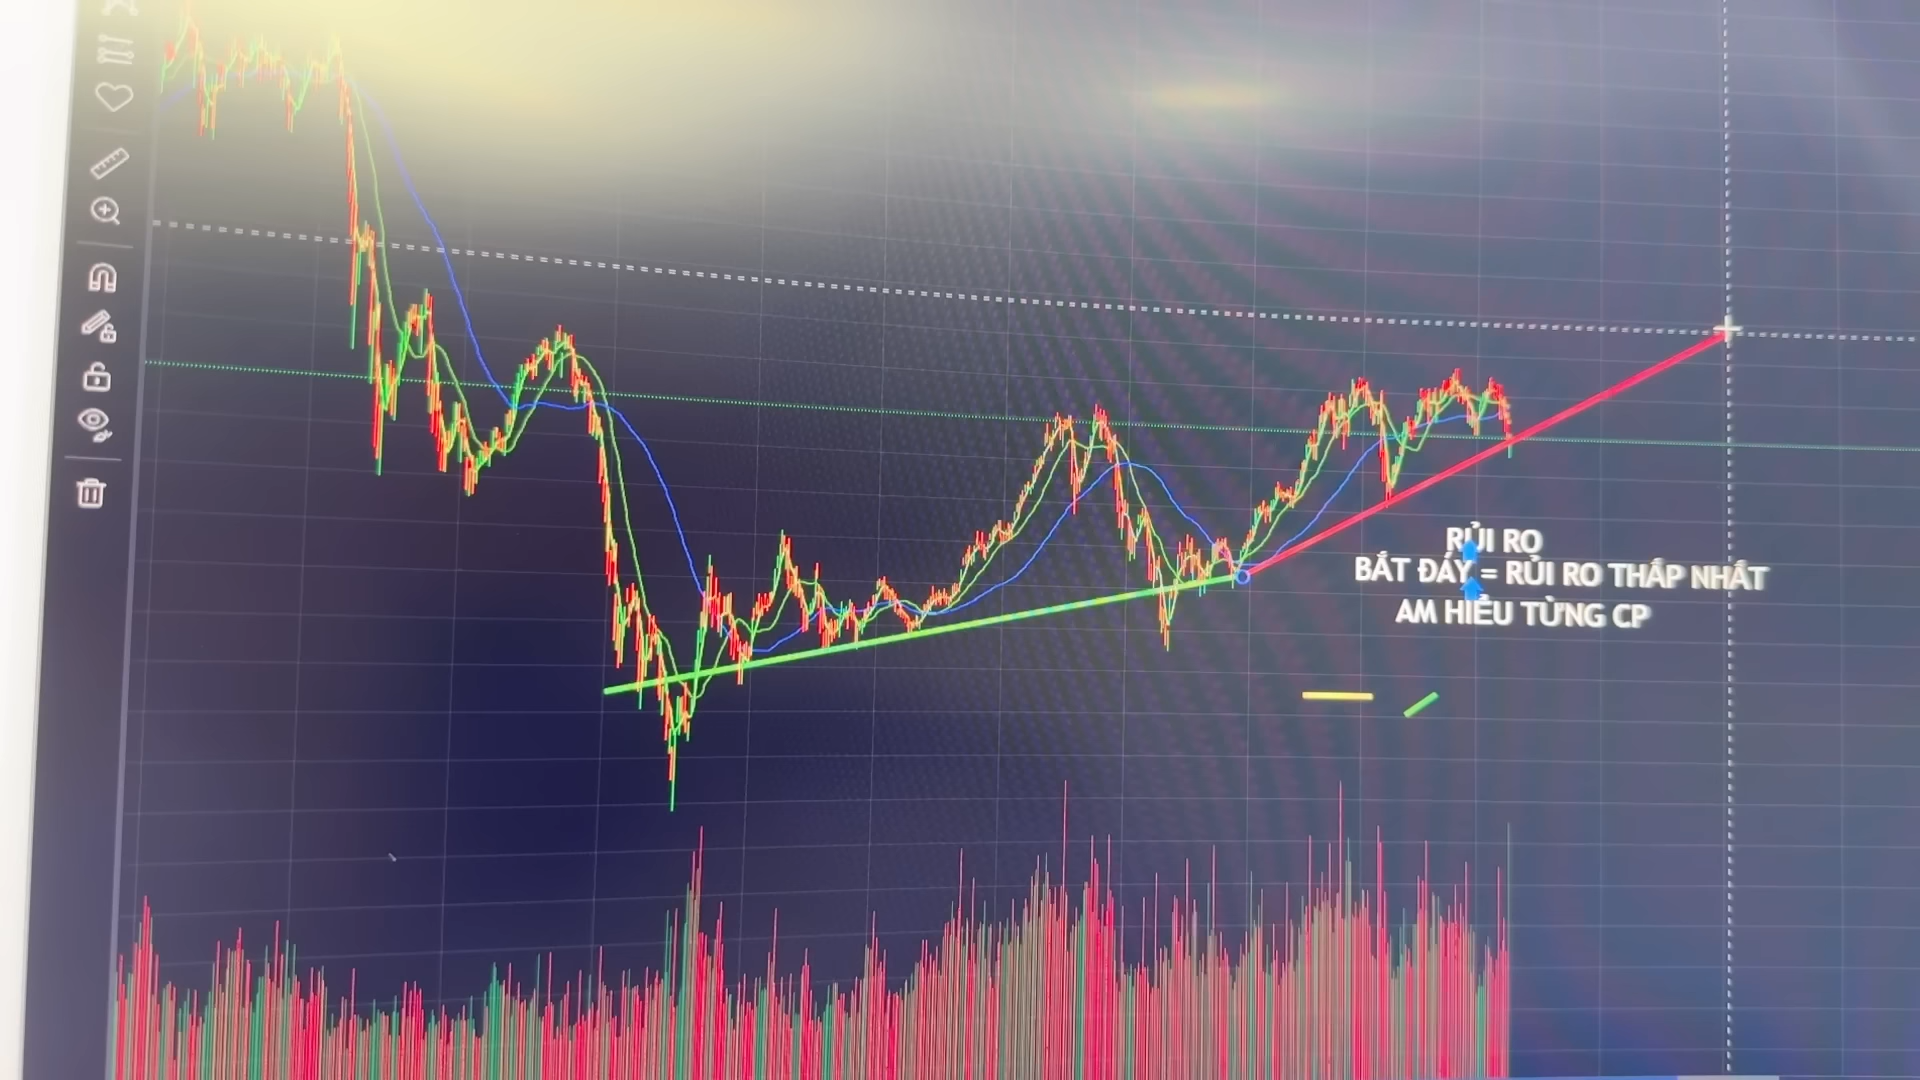 RỦI RO
BẮT ĐÁY = RỦI RO THẤP NHẤT
AM HIỂU TỪNG CP